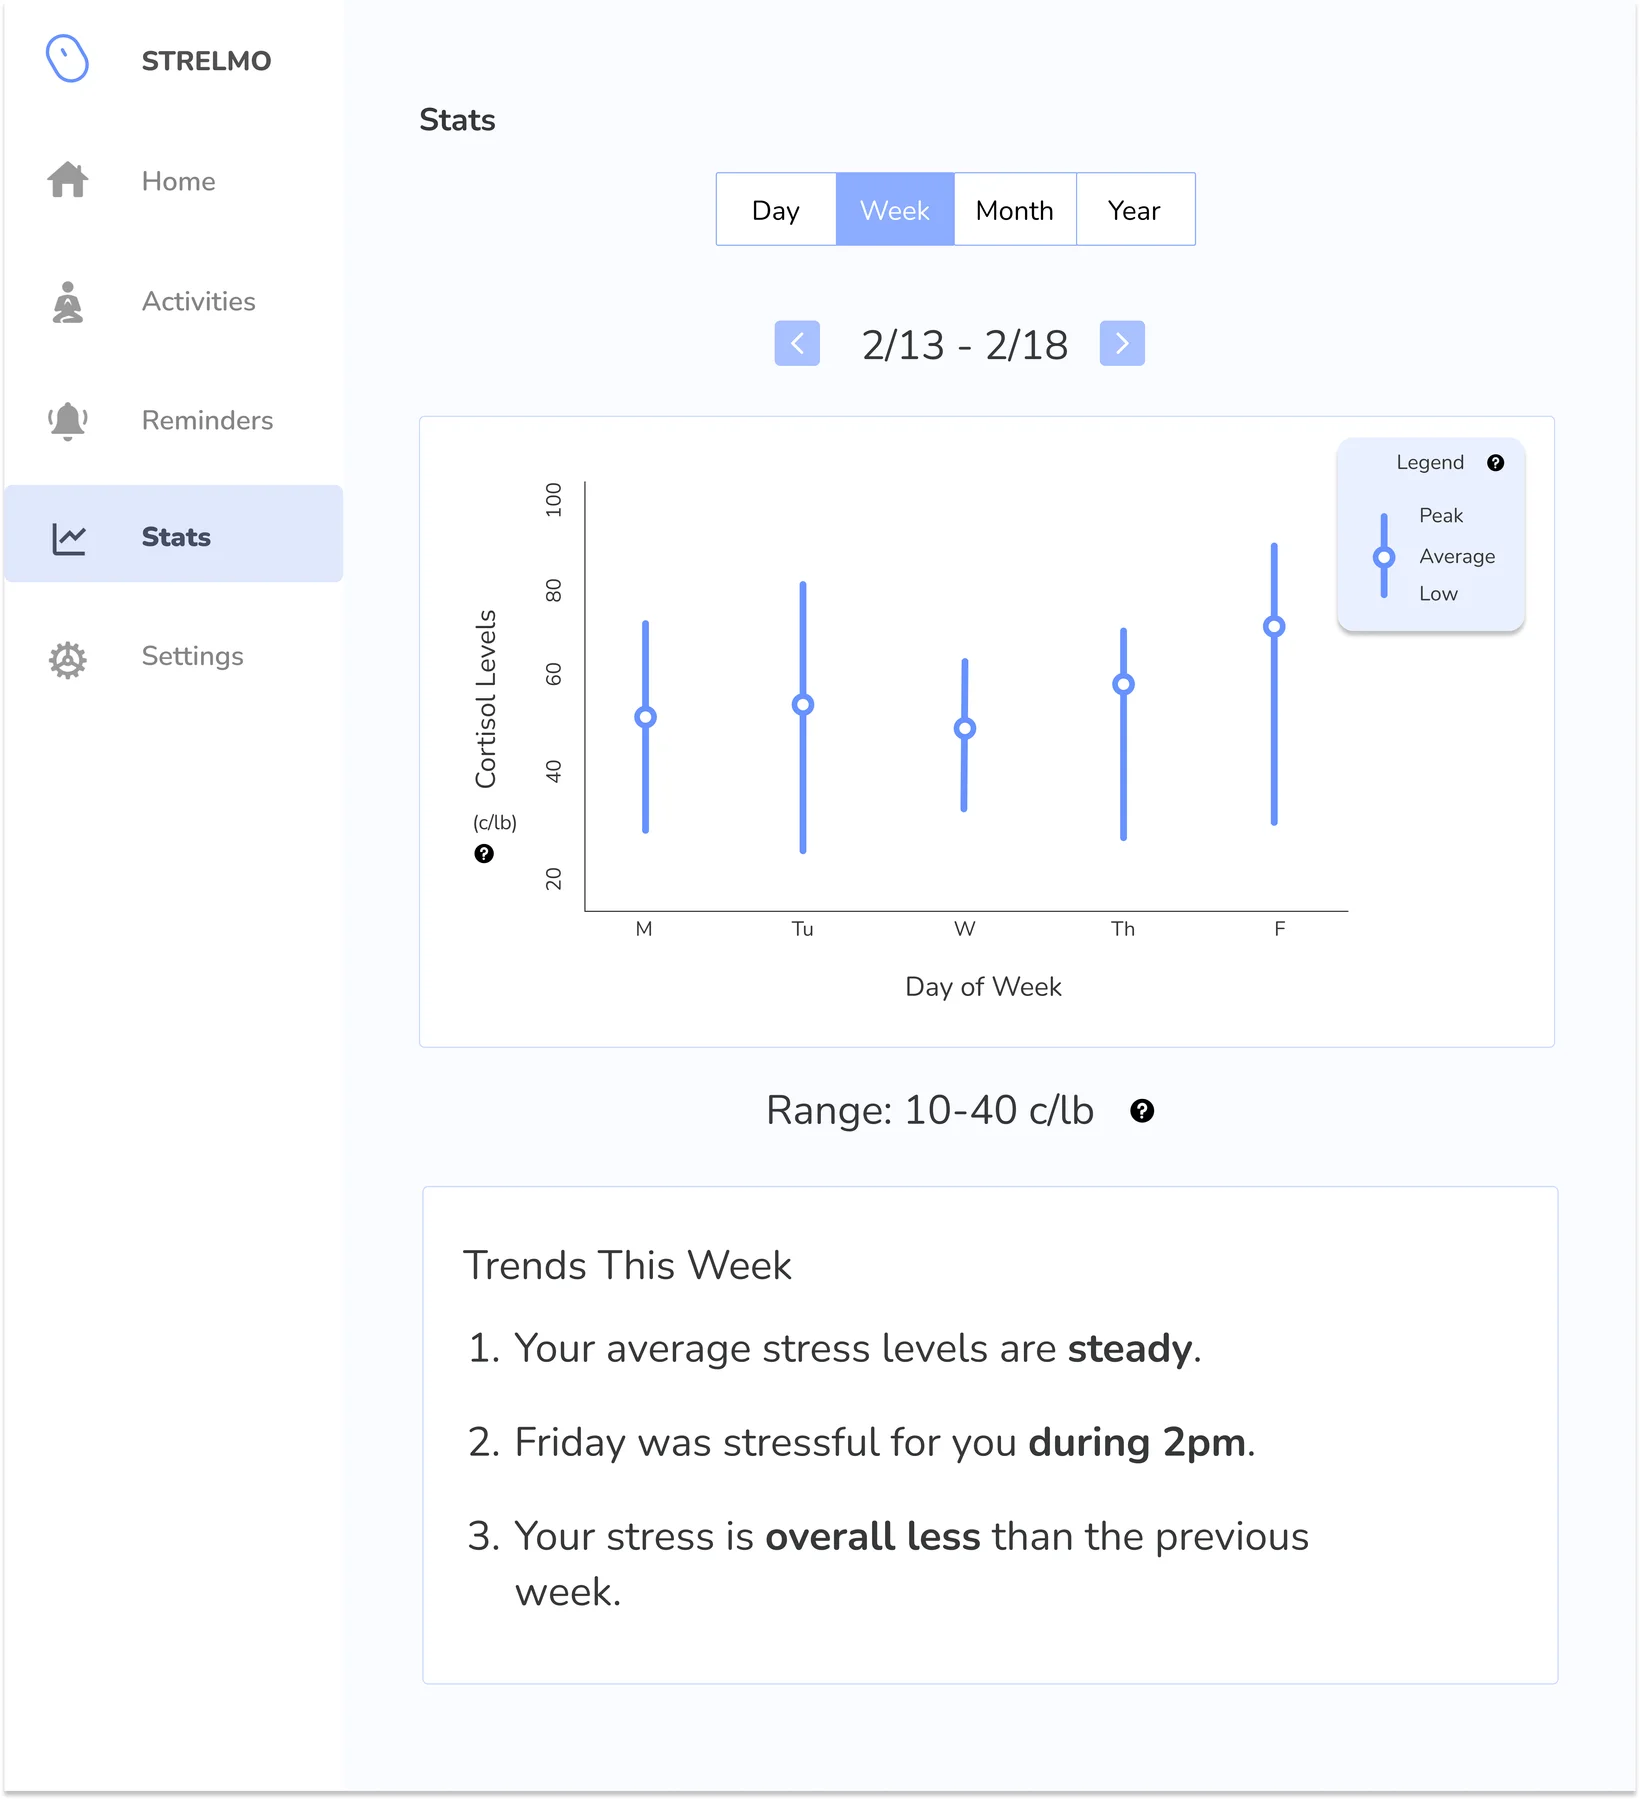 STRELMO
Home
Activities
Reminders
Stats
Settings
Stats
Day Week Month Year
2/13 - 2/18
Legend ?
Peak
Average
Low
100
80
60
40
20
Cortisol Levels
(c/lb)
?
M Tu W Th F
Day of Week
Range: 10-40 c/lb ?
Trends This Week
1. Your average stress levels are steady.
2. Friday was stressful for you during 2pm.
3. Your stress is overall less than the previous
week.